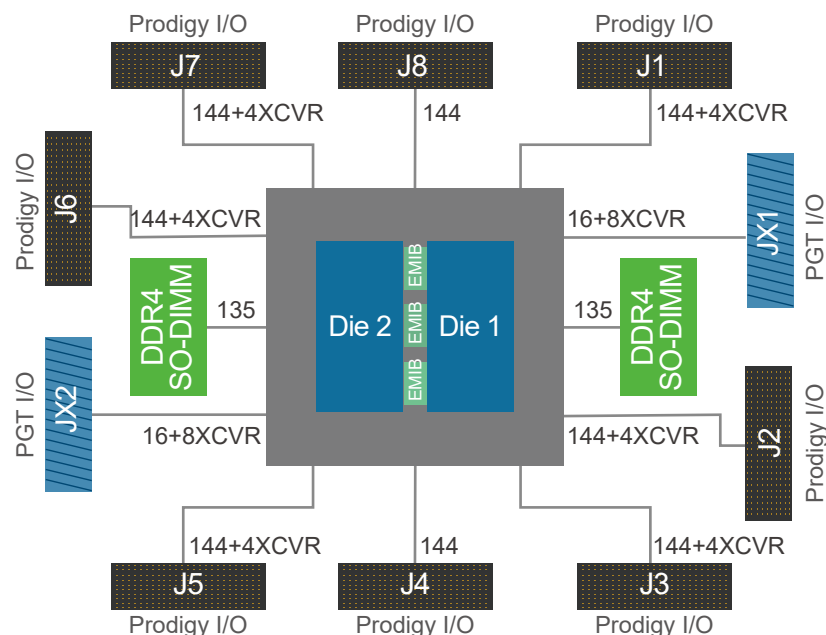 Prodigy I/O
Prodigy I/O
Prodigy I/O
J7
J8
J1
144+4XCVR
144
144+4XCVR
Prodigy I/O
J6
144+4XCVR
16+8XCVR
JX1
PGT I/O
DDR4
SO-DIMM
135
Die 2
EMIB
EMIB
EMIB
Die 1
135
DDR4
SO-DIMM
PGT I/O
JX2
16+8XCVR
144+4XCVR
J2
Prodigy I/O
144+4XCVR
144
144+4XCVR
J5
J4
J3
Prodigy I/O
Prodigy I/O
Prodigy I/O